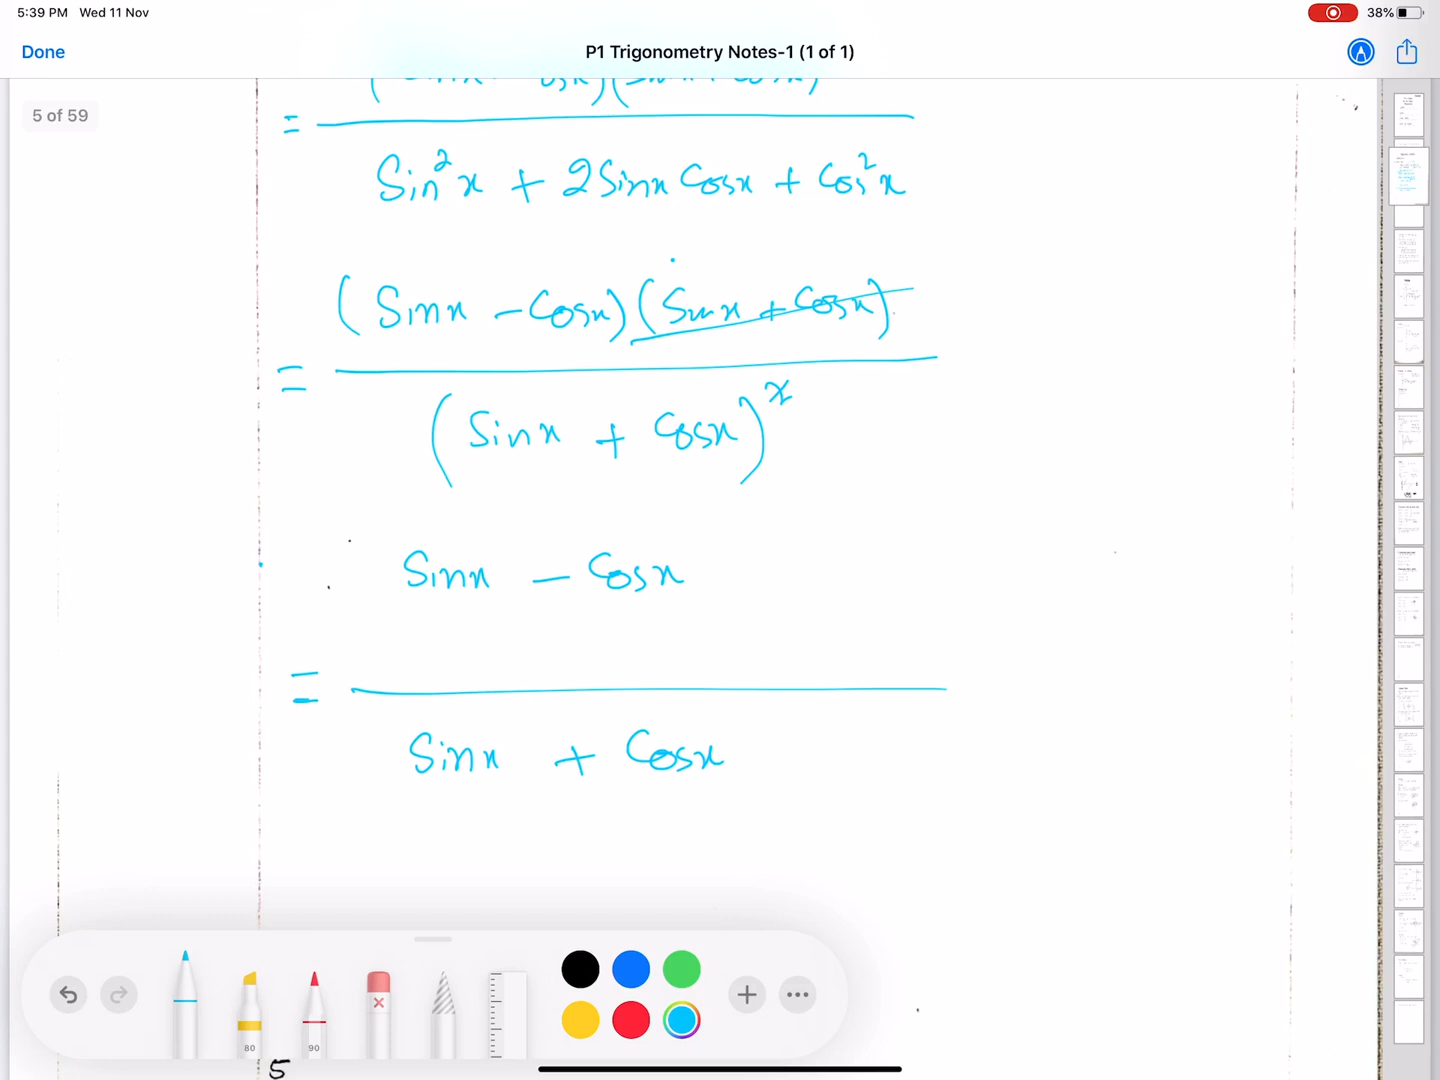 5:39 PM Wed 11 Nov
38%
Done
P1 Trigonometry Notes-1 (1 of 1)
5 of 59
=
Sin²x + 2Sinx Cosx + Cos²x
(Sinx - Cosx)(Sinx + Cosx)
=
(Sinx + Cosx)²
Sinx - Cosx
=
Sinx + Cosx
80
90
5